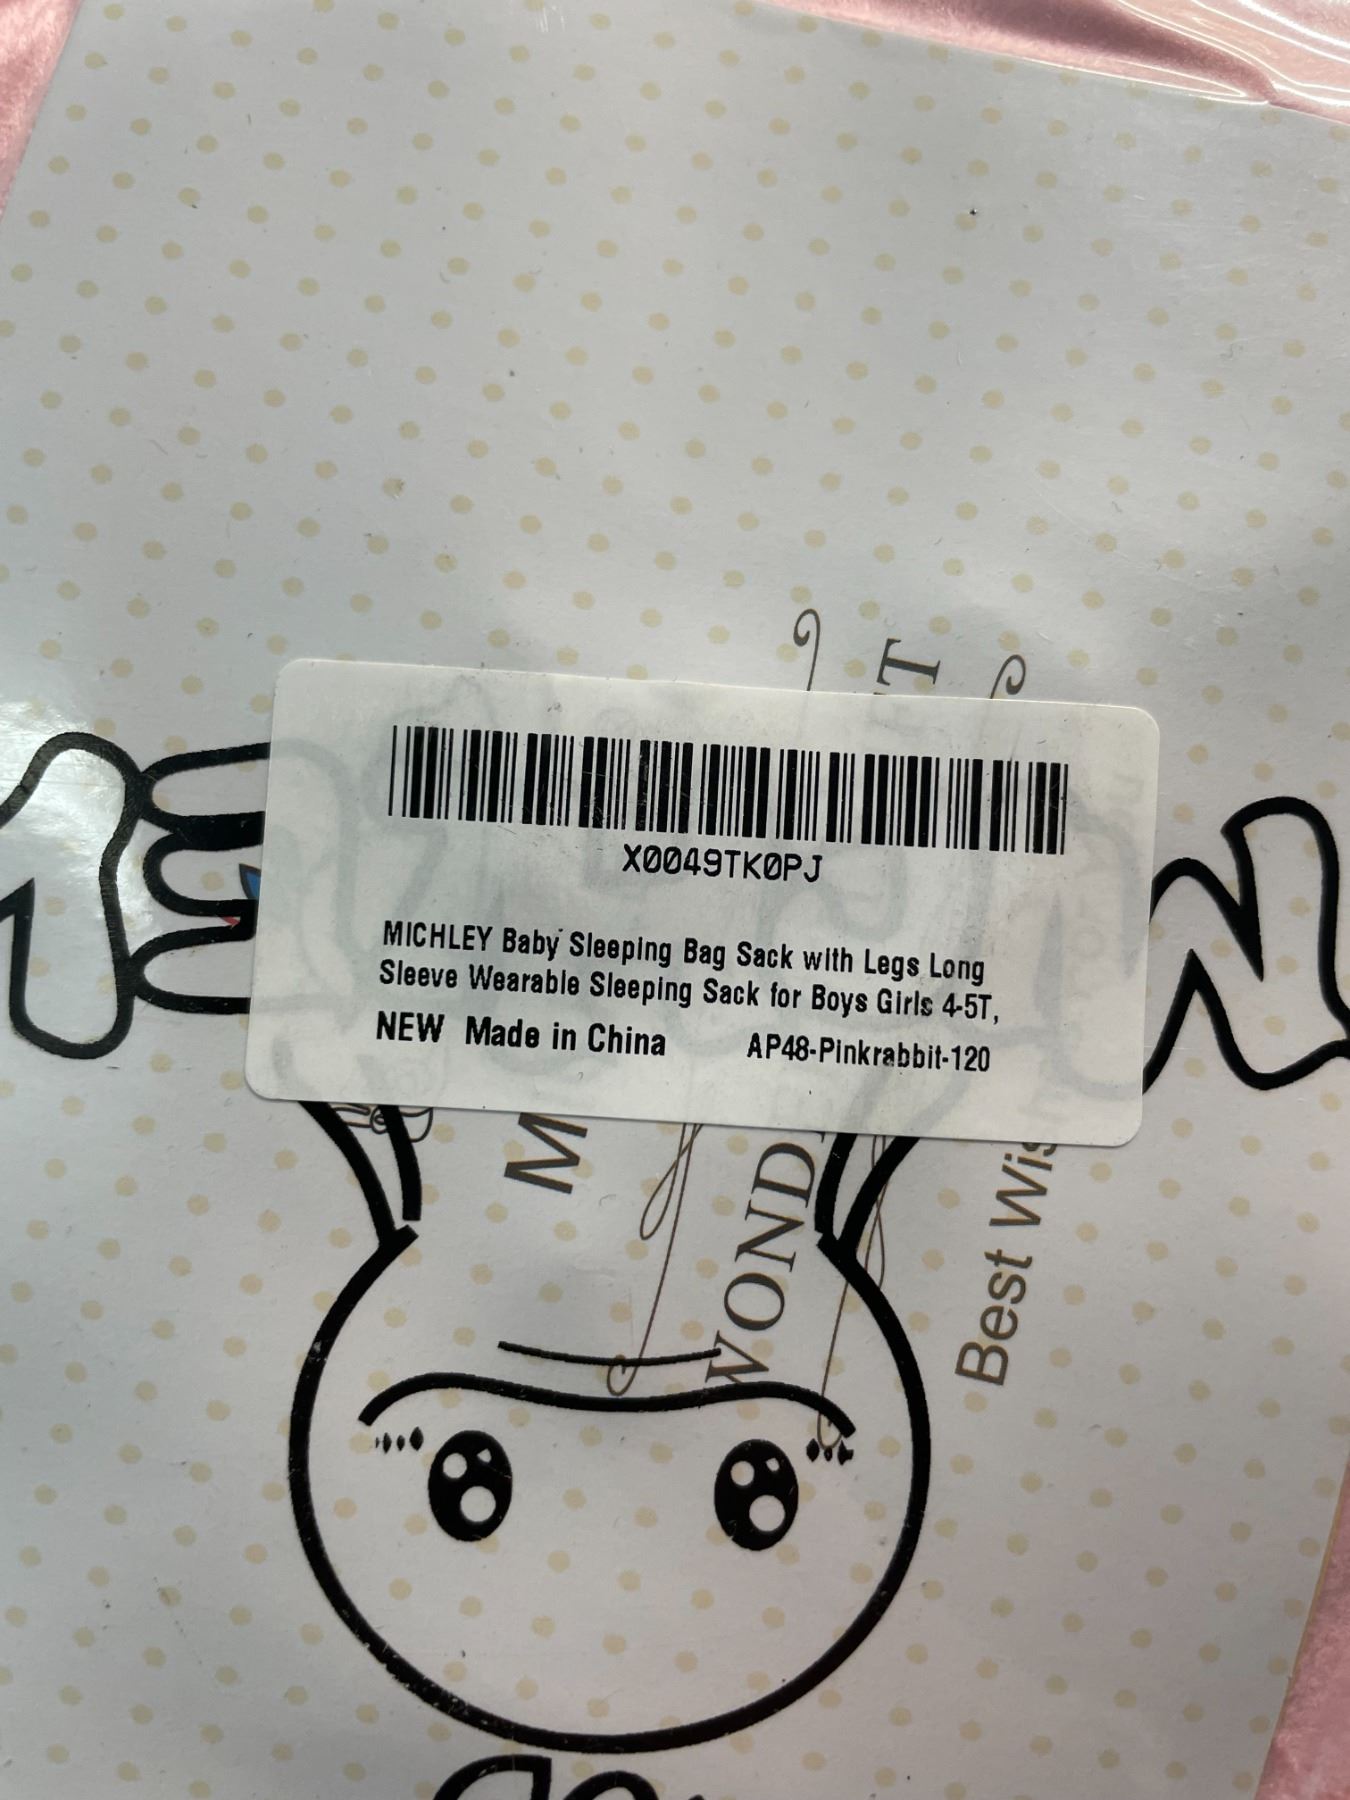 X0049TK0PJ
MICHLEY Baby Sleeping Bag Sack with Legs Long
Sleeve Wearable Sleeping Sack for Boys Girls 4-5T,
NEW Made in China AP48-Pinkrabbit-120
Best